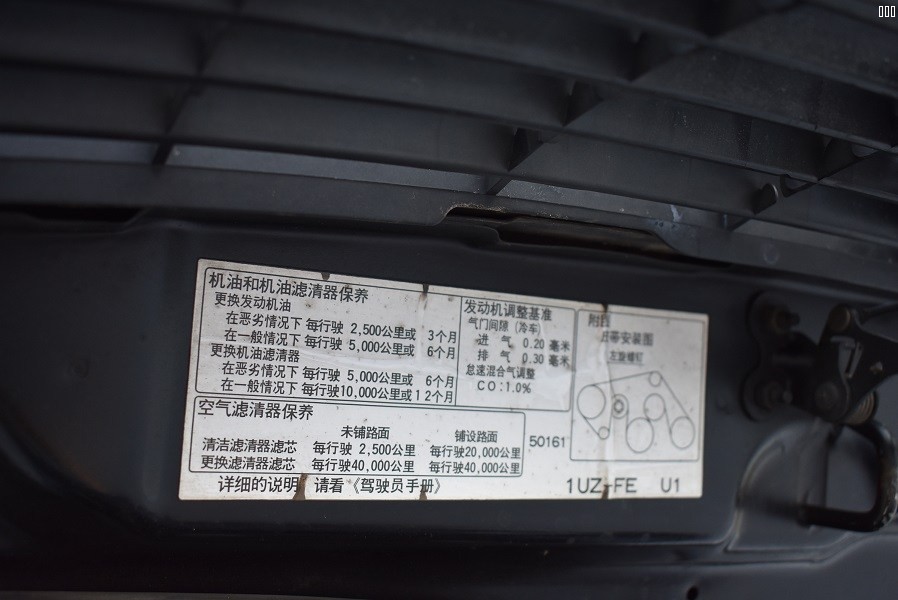 机油和机油滤清器保养
更换发动机油
在恶劣情况下 每行驶 2,500公里或 3个月
在一般情况下 每行驶 5,000公里或 6个月
更换机油滤清器
在恶劣情况下 每行驶 5,000公里或 6个月
在一般情况下 每行驶10,000公里或12个月
空气滤清器保养
未铺路面 铺设路面
清洁滤清器滤芯 每行驶 2,500公里 每行驶20,000公里
更换滤清器滤芯 每行驶40,000公里 每行驶40,000公里
详细的说明 请看《驾驶员手册》
发动机调整基准
气门间隙（冷车）
进 气 0.20 毫米
排 气 0.30 毫米
怠速混合气调整
CO:1.0%
50161
带安装图
左旋螺钉
1UZ-FE U1